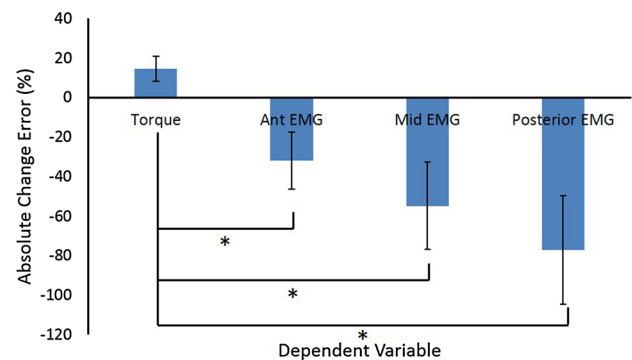 Absolute Change Error (%)
40
20
0
-20
-40
-60
-80
-100
-120
Torque
Ant EMG
Mid EMG
Posterior EMG
*
*
*
Dependent Variable